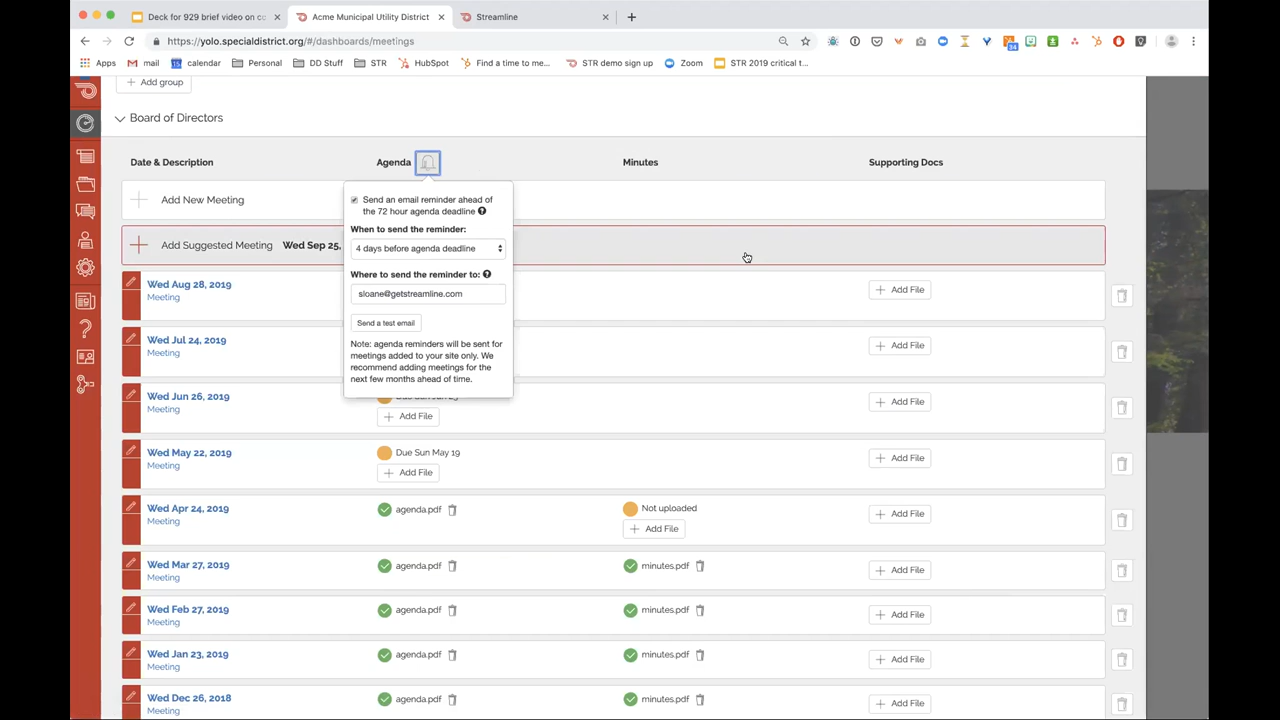 Deck for 929 brief video on c
Acme Municipal Utility District
Streamline
https://yolo.specialdistrict.org/#/dashboards/meetings
34
Apps
mail
calendar
Personal
DD Stuff
STR
HubSpot
Find a time to me...
STR demo sign up
Zoom
STR 2019 critical t...
Add group
Board of Directors
Date & Description
Agenda
Minutes
Supporting Docs
Add New Meeting
Add Suggested Meeting Wed Sep 25,
Send an email reminder ahead of
the 72 hour agenda deadline ?
When to send the reminder:
4 days before agenda deadline
Where to send the reminder to: ?
sloane@getstreamline.com
Send a test email
Note: agenda reminders will be sent for
meetings added to your site only. We
recommend adding meetings for the
next few months ahead of time.
Wed Aug 28, 2019
Meeting
Add File
Wed Jul 24, 2019
Meeting
Add File
Wed Jun 26, 2019
Meeting
Add File
Add File
Wed May 22, 2019
Meeting
Due Sun May 19
Add File
Add File
Wed Apr 24, 2019
Meeting
agenda.pdf
Not uploaded
Add File
Add File
Wed Mar 27, 2019
Meeting
agenda.pdf
minutes.pdf
Add File
Wed Feb 27, 2019
Meeting
agenda.pdf
minutes.pdf
Add File
Wed Jan 23, 2019
Meeting
agenda.pdf
minutes.pdf
Add File
Wed Dec 26, 2018
Meeting
agenda.pdf
minutes.pdf
Add File